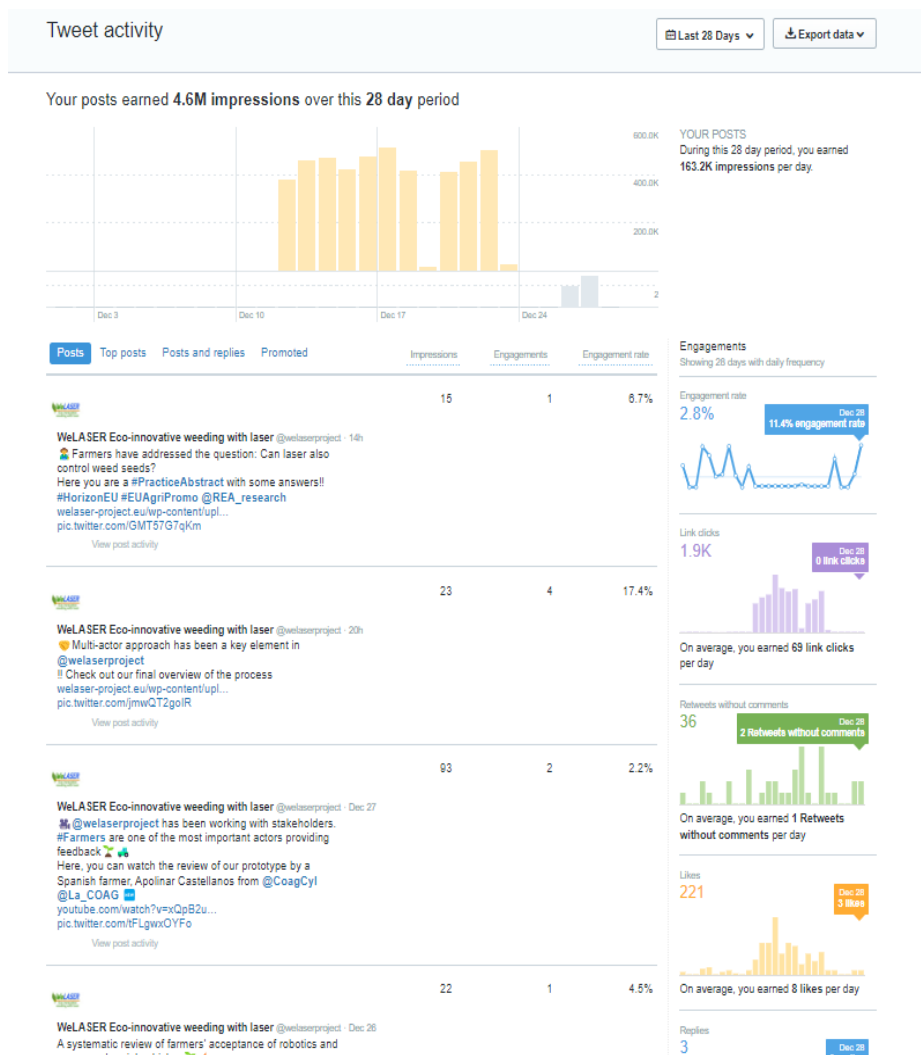 Tweet activity
Last 28 Days
Export data
Your posts earned 4.6M impressions over this 28 day period
600.0K
400.0K
200.0K
2
Dec 3
Dec 10
Dec 17
Dec 24
YOUR POSTS
During this 28 day period, you earned
163.2K impressions per day.
Posts
Top posts
Posts and replies
Promoted
Impressions
Engagements
Engagement rate
15
1
6.7%
WeLASER Eco-innovative weeding with laser @welaserproject · 14h
Farmers have addressed the question: Can laser also
control weed seeds?
Here you are a #PracticeAbstract with some answers!!
#HorizonEU #EUAgriPromo @REA_research
welaser-project.eu/wp-content/upl...
pic.twitter.com/GMT57G7qKm
View post activity
23
4
17.4%
WeLASER Eco-innovative weeding with laser @welaserproject · 20h
Multi-actor approach has been a key element in
@welaserproject
‼ Check out our final overview of the process
welaser-project.eu/wp-content/upl...
pic.twitter.com/jmwQT2golR
View post activity
93
2
2.2%
WeLASER Eco-innovative weeding with laser @welaserproject · Dec 27
@welaserproject has been working with stakeholders.
#Farmers are one of the most important actors providing
feedback
Here, you can watch the review of our prototype by a
Spanish farmer, Apolinar Castellanos from @CoagCyl
@La_COAG
youtube.com/watch?v=xQpB2u...
pic.twitter.com/tFLgwxOYFo
View post activity
22
1
4.5%
WeLASER Eco-innovative weeding with laser @welaserproject · Dec 26
A systematic review of farmers' acceptance of robotics and
Engagements
Showing 28 days with daily frequency
Engagement rate
2.8%
Dec 28
11.4% engagement rate
Link clicks
1.9K
Dec 28
0 link clicks
On average, you earned 69 link clicks
per day
Retweets without comments
36
Dec 28
2 Retweets without comments
On average, you earned 1 Retweets
without comments per day
Likes
221
Dec 28
3 likes
On average, you earned 8 likes per day
Replies
3
Dec 28